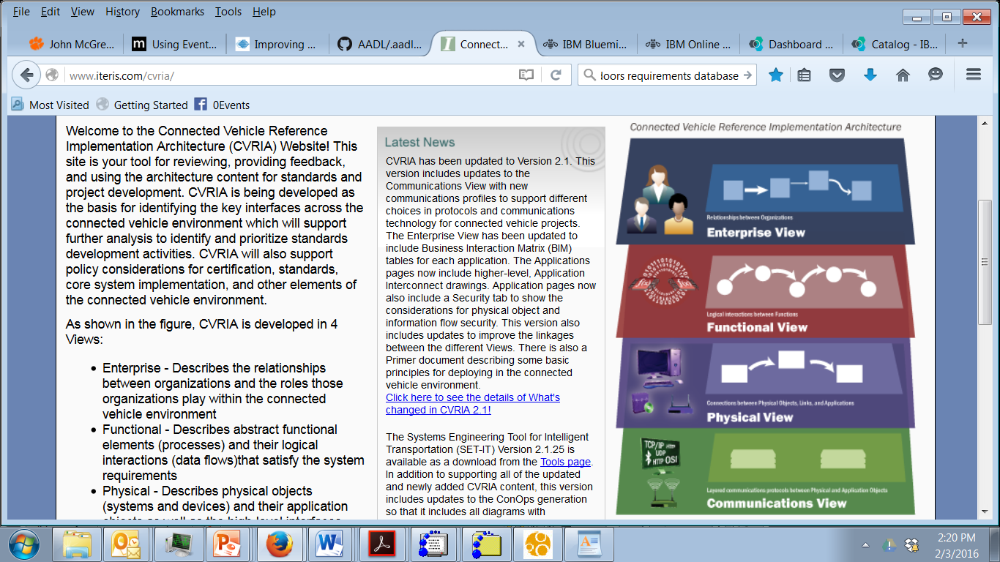 File Edit View History Bookmarks Tools Help
John McGre... Using Event... Improving ... AADL/.aadl... Connect... IBM Bluemi... IBM Online ... Dashboard ... Catalog - IB...
www.iteris.com/cvria/
doors requirements database
Most Visited Getting Started 0Events
Welcome to the Connected Vehicle Reference
Implementation Architecture (CVRIA) Website! This
site is your tool for reviewing, providing feedback,
and using the architecture content for standards and
project development. CVRIA is being developed as
the basis for identifying the key interfaces across the
connected vehicle environment which will support
further analysis to identify and prioritize standards
development activities. CVRIA will also support
policy considerations for certification, standards,
core system implementation, and other elements of
the connected vehicle environment.
As shown in the figure, CVRIA is developed in 4
Views:
• Enterprise - Describes the relationships
between organizations and the roles those
organizations play within the connected
vehicle environment
• Functional - Describes abstract functional
elements (processes) and their logical
interactions (data flows)that satisfy the system
requirements
• Physical - Describes physical objects
(systems and devices) and their application
objects as well as the high-level interfaces
Latest News
CVRIA has been updated to Version 2.1. This
version includes updates to the
Communications View with new
communications profiles to support different
choices in protocols and communications
technology for connected vehicle projects.
The Enterprise View has been updated to
include Business Interaction Matrix (BIM)
tables for each application. The Applications
pages now include higher-level, Application
Interconnect drawings. Application pages now
also include a Security tab to show the
considerations for physical object and
information flow security. This version also
includes updates to improve the linkages
between the different Views. There is also a
Primer document describing some basic
principles for deploying in the connected
vehicle environment.
Click here to see the details of What's
changed in CVRIA 2.1!
The Systems Engineering Tool for Intelligent
Transportation (SET-IT) Version 2.1.25 is
available as a download from the Tools page.
In addition to supporting all of the updated
and newly added CVRIA content, this version
includes updates to the ConOps generation
so that it includes all diagrams with
Connected Vehicle Reference Implementation Architecture
Relationships between Organizations
Enterprise View
Logical interactions between Functions
Functional View
Connections between Physical Objects, Links, and Applications
Physical View
TCP/IP HTTP
UDP
HTTP OSI
Layered communications protocols between Physical and Application Objects
Communications View
2:20 PM
2/3/2016